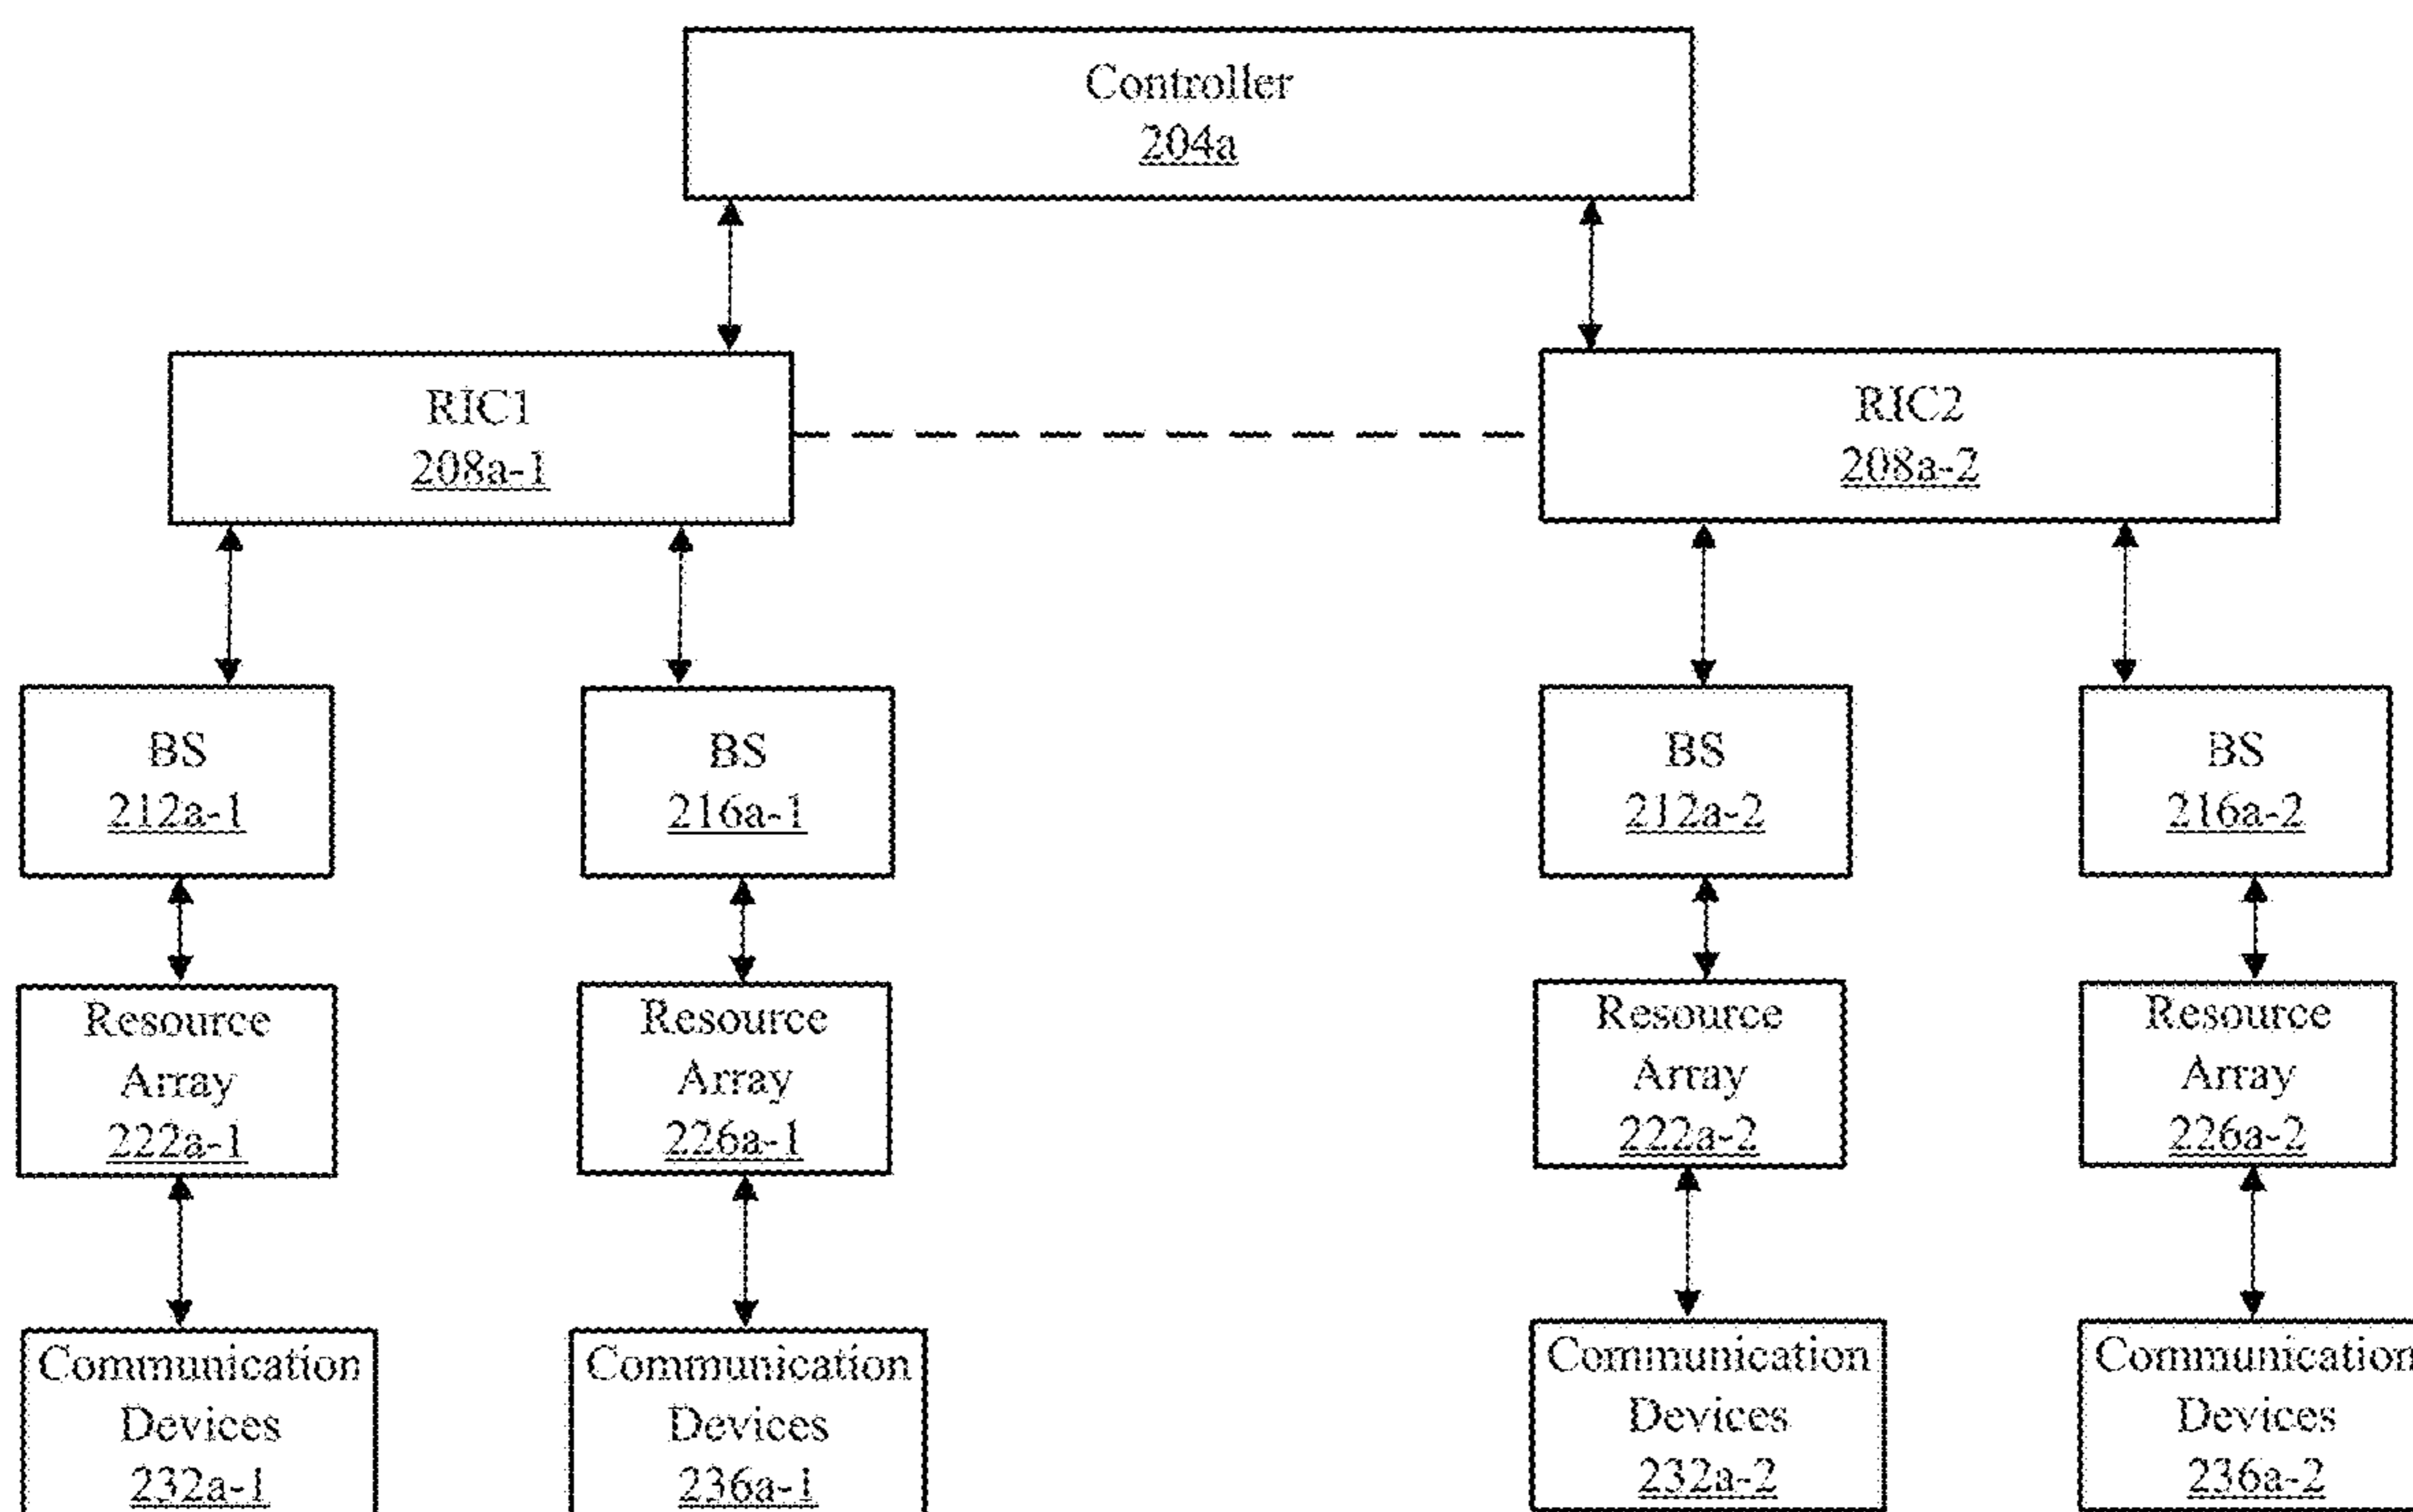 Controller
204a
RIC1
208a-1
RIC2
208a-2
BS
212a-1
BS
216a-1
BS
212a-2
BS
216a-2
Resource
Array
222a-1
Resource
Array
226a-1
Resource
Array
222a-2
Resource
Array
226a-2
Communication
Devices
232a-1
Communication
Devices
236a-1
Communication
Devices
232a-2
Communication
Devices
236a-2